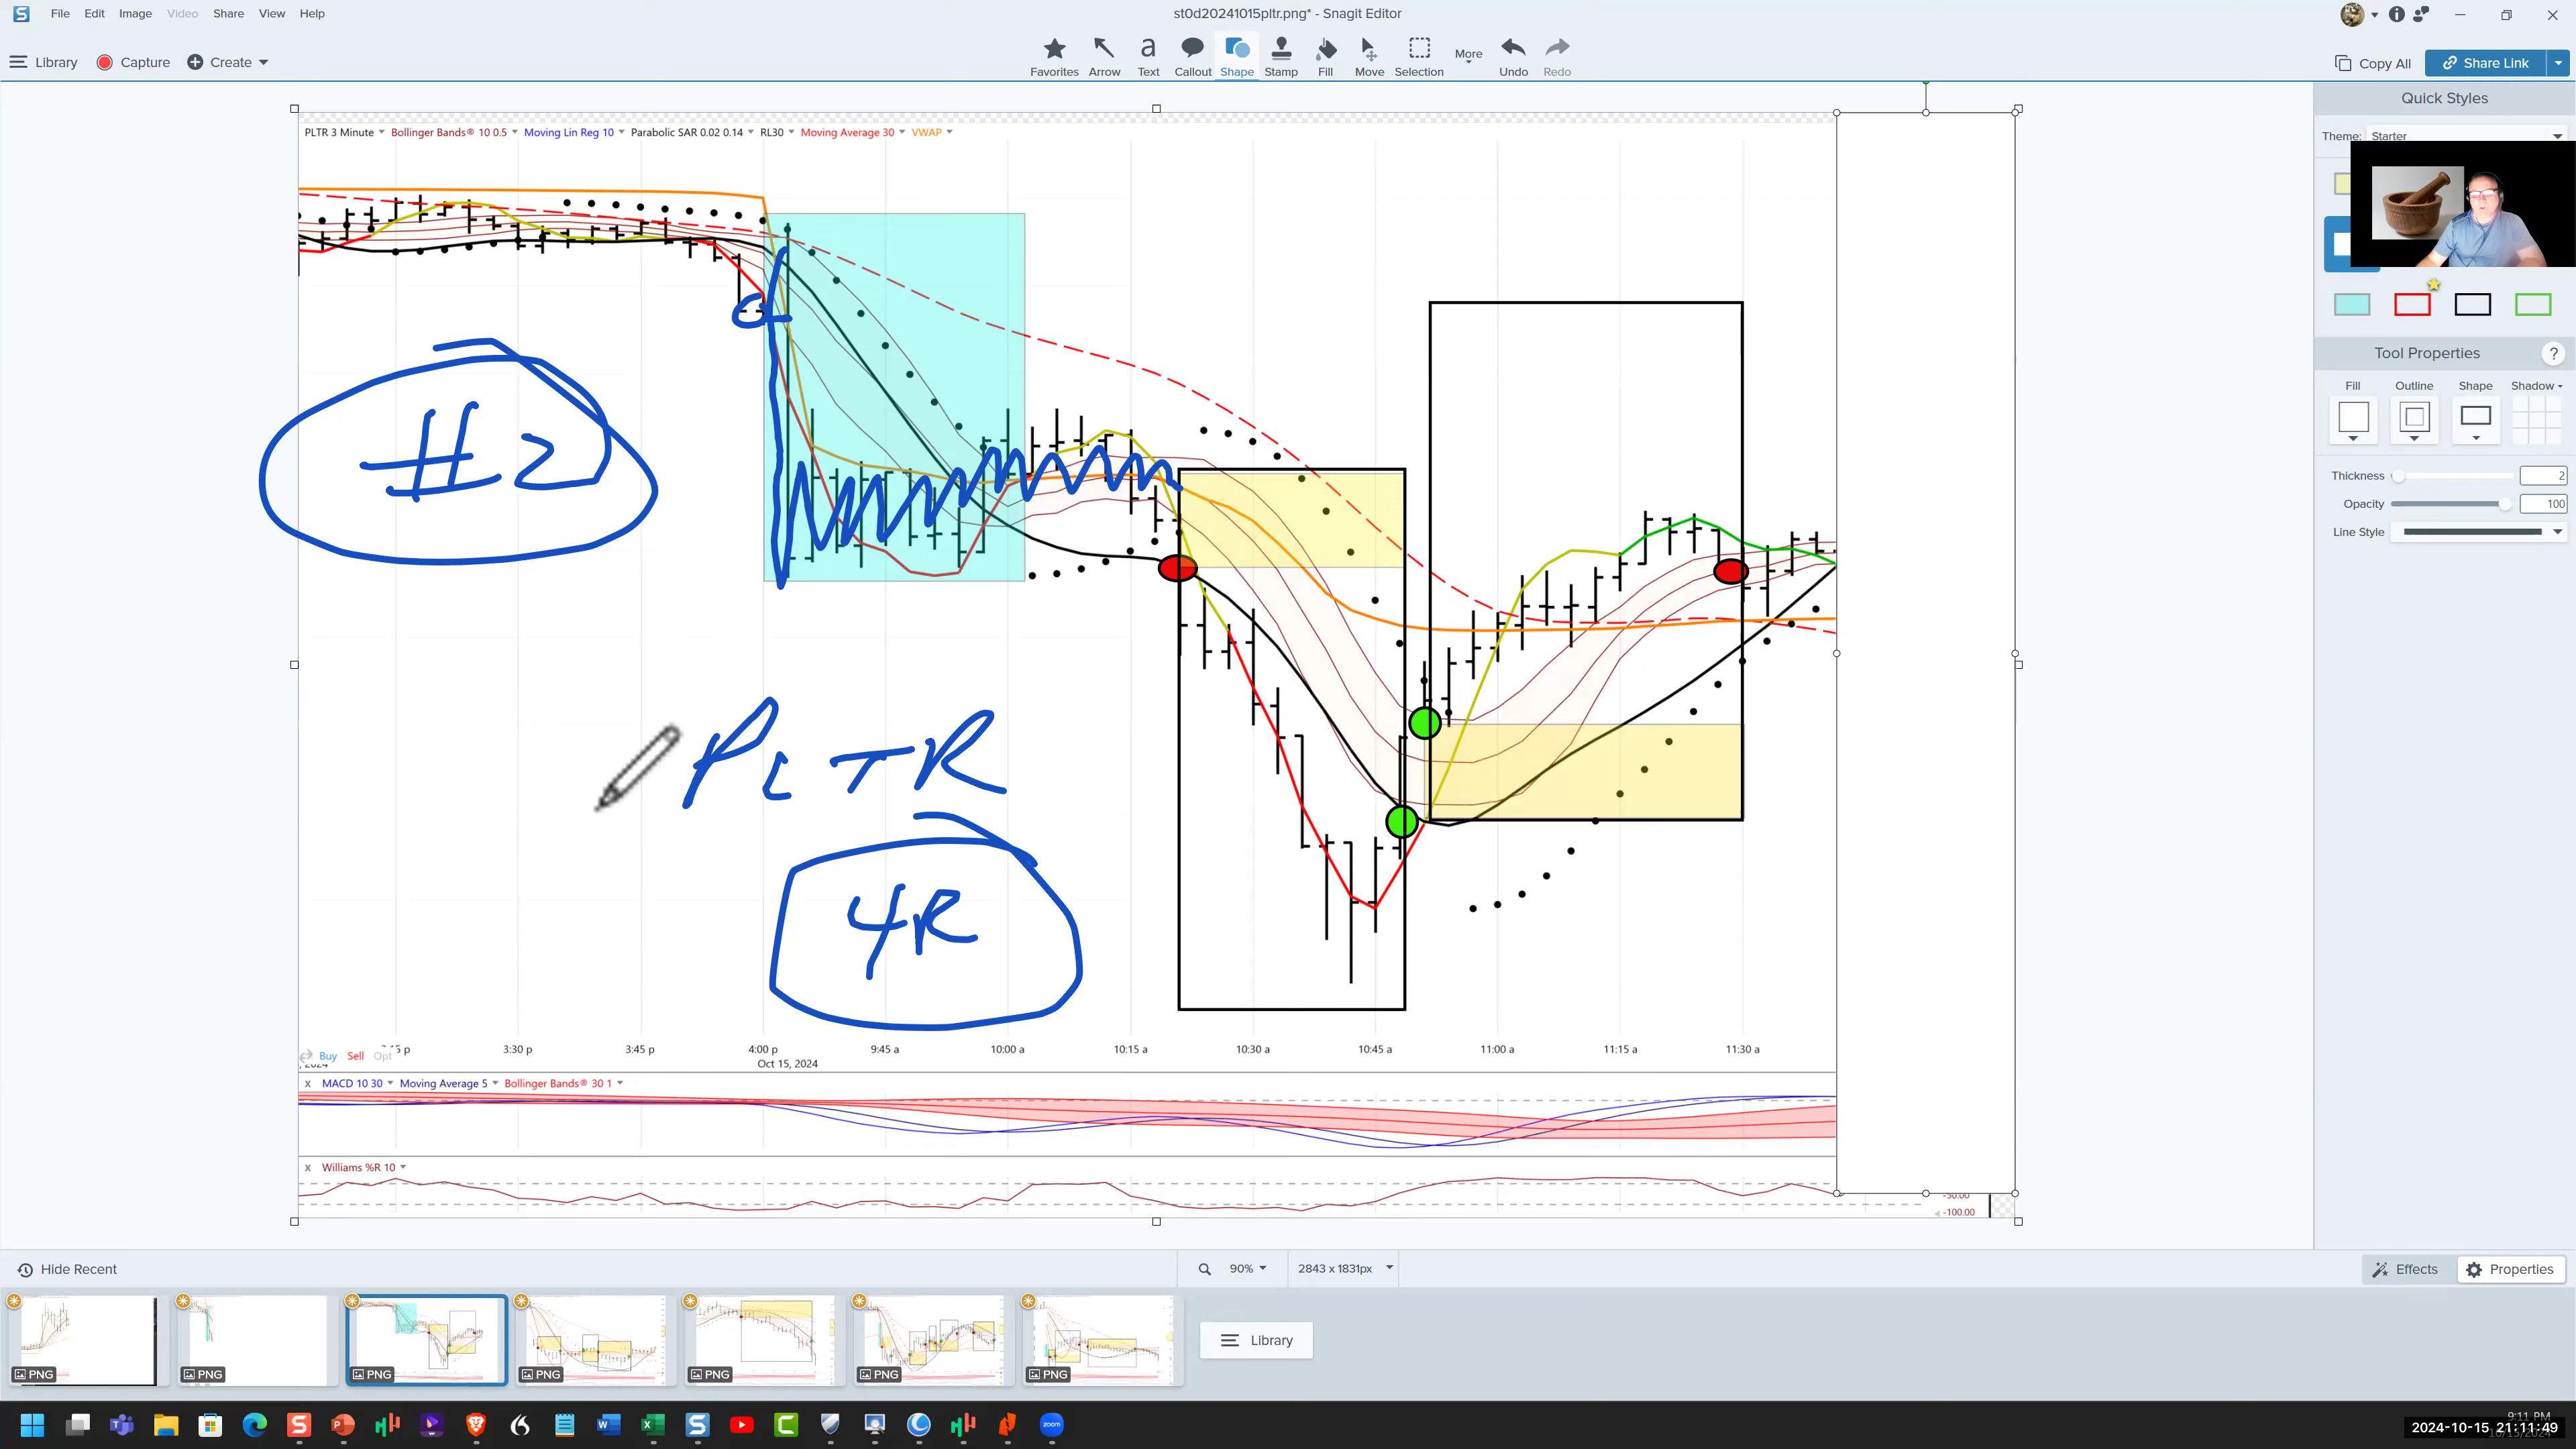 File Edit Image Video Share View Help
st0d20241015pltr.png* - Snagit Editor
Library Capture Create
Favorites Arrow Text Callout Shape Stamp Fill Move Selection More Undo Redo
Copy All Share Link
Quick Styles
Theme: Starter
PLTR 3 Minute Bollinger Bands® 10 0.5 Moving Lin Reg 10 Parabolic SAR 0.02 0.14 RL30 Moving Average 30 VWAP
Tool Properties ?
Fill Outline Shape Shadow
Thickness 2
Opacity 100
Line Style
#2
PLTR
4R
3:30 p 3:45 p 4:00 p 9:45 a 10:00 a 10:15 a 10:30 a 10:45 a 11:00 a 11:15 a 11:30 a
Buy Sell Opt
Oct 15, 2024
x MACD 10 30 Moving Average 5 Bollinger Bands® 30 1
x Williams %R 10
-50.00
-100.00
Hide Recent
90% 2843 x 1831px
Effects Properties
PNG PNG PNG PNG PNG PNG PNG
Library
zoom
9:11 PM
2024-10-15 21:11:49